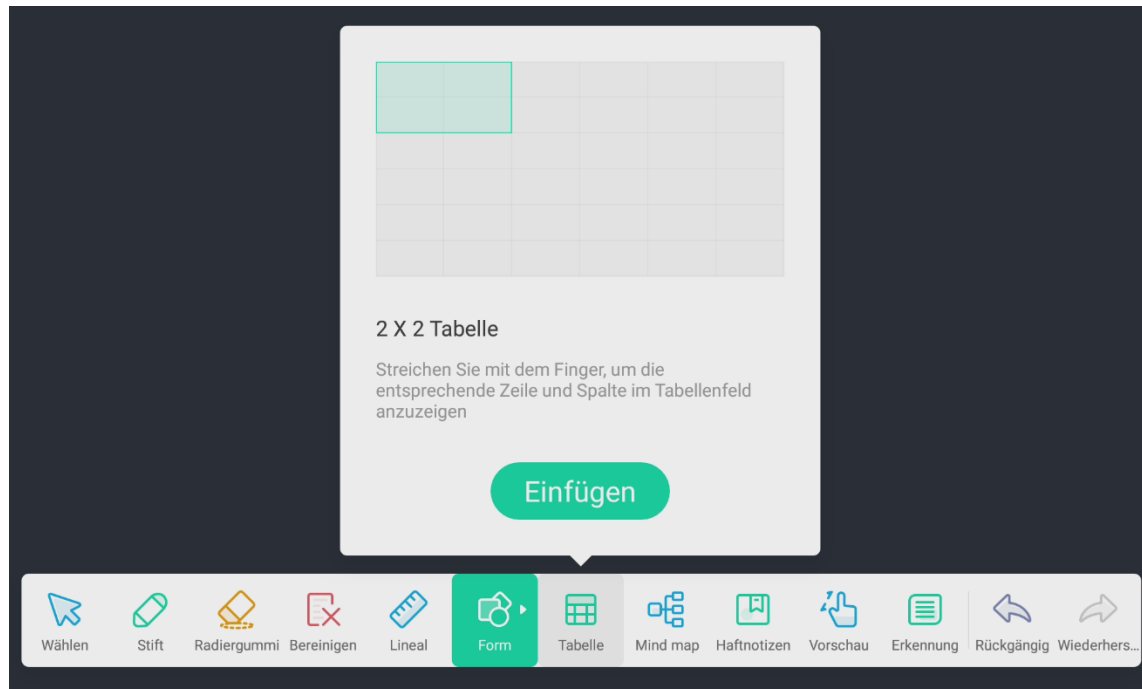 2 X 2 Tabelle
Streichen Sie mit dem Finger, um die
entsprechende Zeile und Spalte im Tabellenfeld
anzuzeigen
Einfügen
Wählen
Stift
Radiergummi
Bereinigen
Lineal
Form
Tabelle
Mind map
Haftnotizen
Vorschau
Erkennung
Rückgängig
Wiederhers...